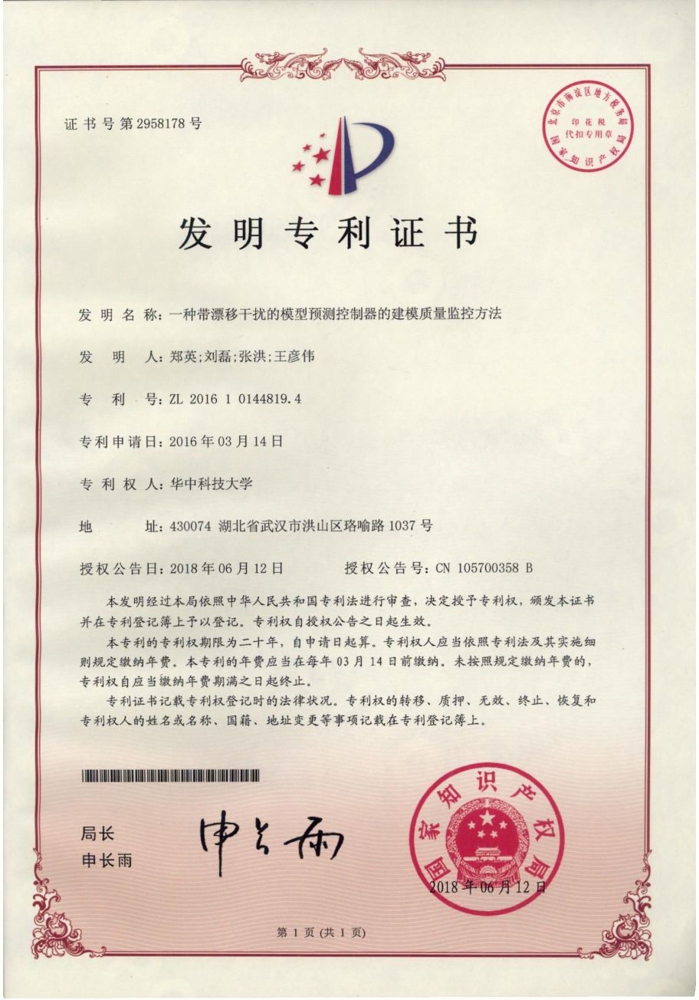 证书号第2958178号
北京市海淀区地方税务局
印花税
代扣专用章
国家知识产权局
发明专利证书
发明名称：一种带漂移干扰的模型预测控制器的建模质量监控方法
发明人：郑英;刘磊;张洪;王彦伟
专利号：ZL 2016 1 0144819.4
专利申请日：2016年03月14日
专利权人：华中科技大学
地址：430074 湖北省武汉市洪山区珞喻路1037号
授权公告日：2018年06月12日 授权公告号：CN 105700358 B
本发明经过本局依照中华人民共和国专利法进行审查，决定授予专利权，颁发本证书
并在专利登记簿上予以登记。专利权自授权公告之日起生效。
本专利的专利权期限为二十年，自申请日起算。专利权人应当依照专利法及其实施细
则规定缴纳年费。本专利的年费应当在每年03月14日前缴纳。未按照规定缴纳年费的，
专利权自应当缴纳年费期满之日起终止。
专利证书记载专利权登记时的法律状况。专利权的转移、质押、无效、终止、恢复和
专利权人的姓名或名称、国籍、地址变更等事项记载在专利登记簿上。
局长
申长雨
申长雨
国家知识产权局
2018年06月12日
第1页(共1页)